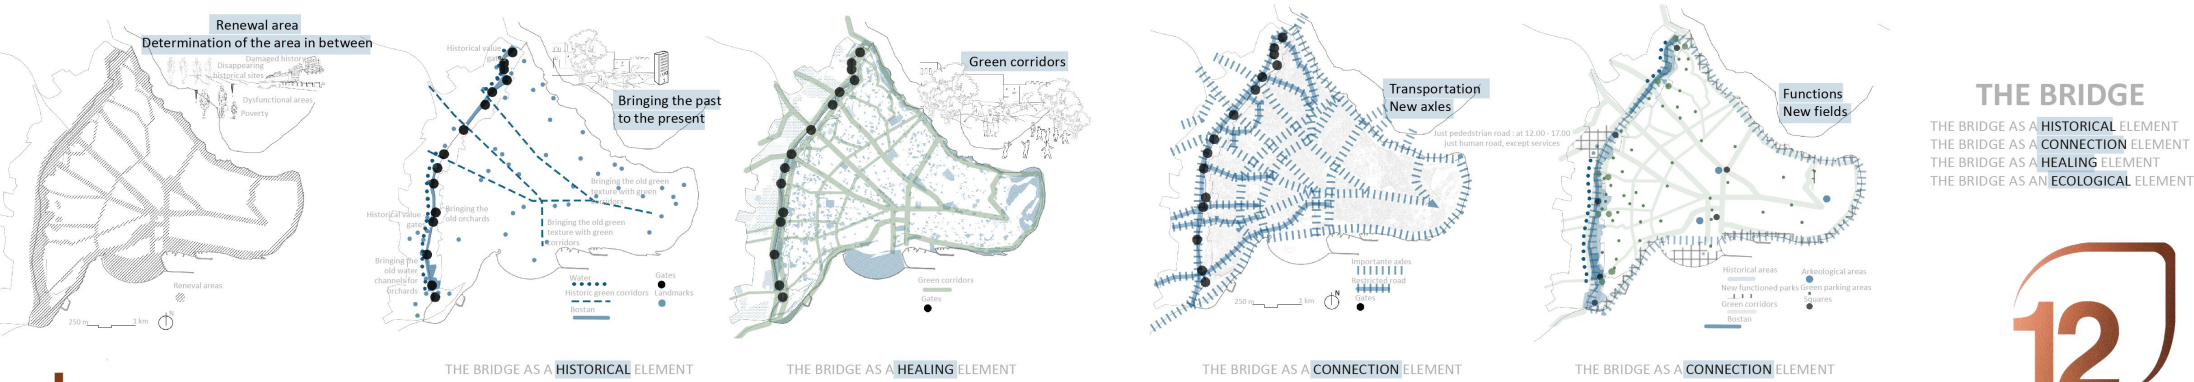 Renewal area
Determination of the area in between
Damaged history
Disappearing
historical sites
Dysfunctional areas
Poverty
Reneval areas
250 m
1 km
N
Historical value
gate
Bringing the past
to the present
Bringing the old green
texture with green
corridors
Bringing the
old orchards
Historical value
gate
Bringing the old green
texture with green
corridors
Bringing the
old water
channels for
Orchards
Water
Historic green corridors
Bostan
Gates
Landmarks
THE BRIDGE AS A HISTORICAL ELEMENT
Green corridors
Green corridors
Gates
THE BRIDGE AS A HEALING ELEMENT
Transportation
New axles
Just pededstrian road : at 12.00 - 17.00
just human road, except services
Importante axles
Restricted road
Gates
250 m
1 km
N
THE BRIDGE AS A CONNECTION ELEMENT
Functions
New fields
Historical areas
New functioned parks
Green corridors
Bostan
Arkeological areas
Green parking areas
Squares
THE BRIDGE AS A CONNECTION ELEMENT
THE BRIDGE
THE BRIDGE AS A HISTORICAL ELEMENT
THE BRIDGE AS A CONNECTION ELEMENT
THE BRIDGE AS A HEALING ELEMENT
THE BRIDGE AS AN ECOLOGICAL ELEMENT
12